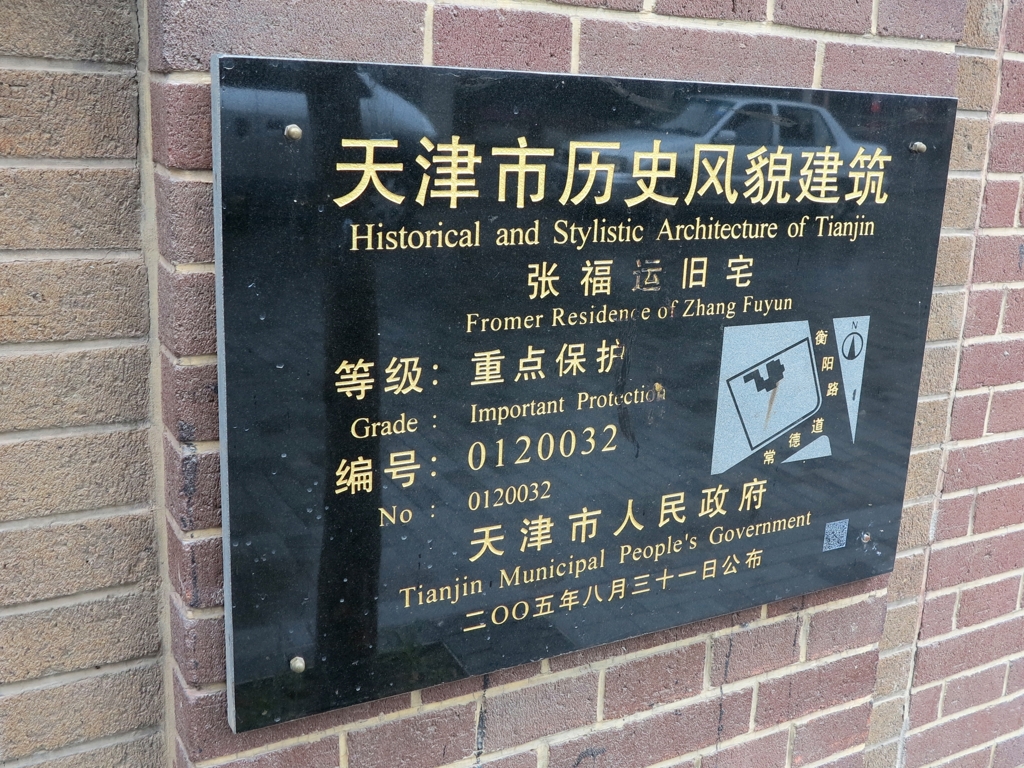 天津市历史风貌建筑
Historical and Stylistic Architecture of Tianjin
张福运旧宅
Fromer Residence of Zhang Fuyun
等级：重点保护
Grade : Important Protection
编号：0120032
No : 0120032
天津市人民政府
Tianjin Municipal People's Government
二〇〇五年八月三十一日公布
衡阳路
常德道
N